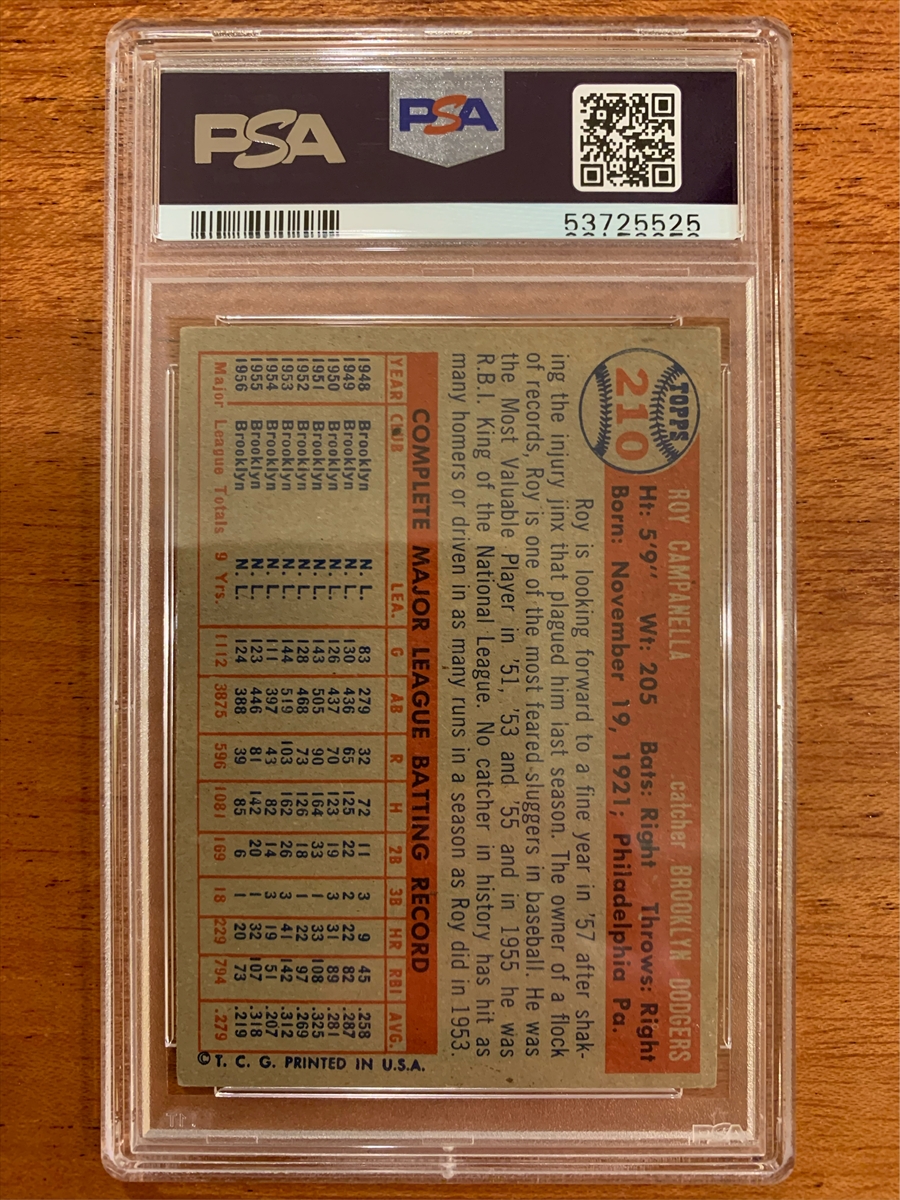 PSA
PSA
53725525
TOPPS
210
ROY CAMPANELLA catcher BROOKLYN DODGERS
Ht: 5'9" Wt: 205 Bats: Right Throws: Right
Born: November 19, 1921; Philadelphia Pa.
Roy is looking forward to a fine year in '57 after shak-
ing the injury jinx that plagued him last season. The owner of a flock
of records, Roy is one of the most feared sluggers in baseball. He was
the Most Valuable Player in '51, '53 and '55 and in 1955 he was
R.B.I. King of the National League. No catcher in history has hit as
many homers or driven in as many runs in a season as Roy did in 1953.
COMPLETE MAJOR LEAGUE BATTING RECORD
YEAR CLUB LEA. G AB R H 2B 3B HR RBI AVG.
1948 Brooklyn N. L. 83 279 32 72 11 3 9 45 .258
1949 Brooklyn N. L. 130 436 65 125 22 2 22 82 .287
1950 Brooklyn N. L. 126 437 70 123 19 3 31 89 .281
1951 Brooklyn N. L. 143 505 90 164 33 1 33 108 .325
1952 Brooklyn N. L. 128 468 73 126 18 1 22 97 .269
1953 Brooklyn N. L. 144 519 103 162 26 3 41 142 .312
1954 Brooklyn N. L. 111 397 43 82 14 3 19 51 .207
1955 Brooklyn N. L. 123 446 81 142 20 1 32 107 .318
1956 Brooklyn N. L. 124 388 39 85 6 1 20 73 .219
Major League Totals 9 Yrs. 1112 3875 596 1081 169 18 229 794 .279
© T. C. G. PRINTED IN U.S.A.
PSA